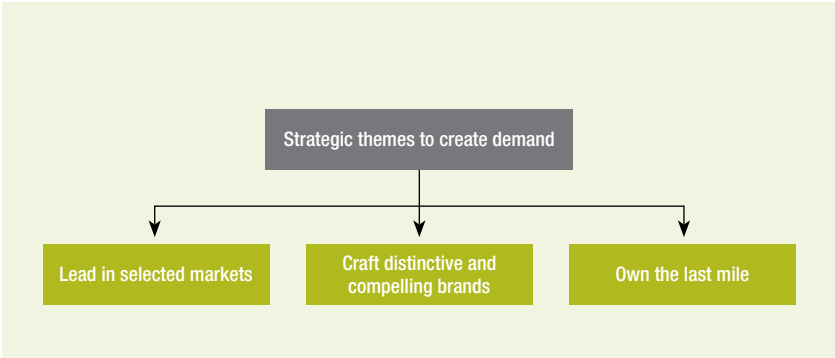 Strategic themes to create demand
Lead in selected markets
Craft distinctive and
compelling brands
Own the last mile